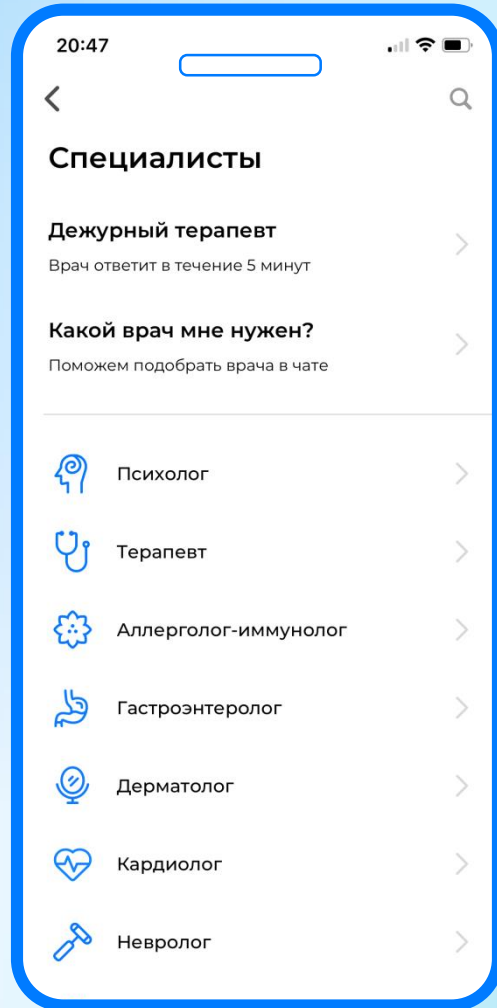 20:47
Специалисты
Дежурный терапевт
Врач ответит в течение 5 минут
Какой врач мне нужен?
Поможем подобрать врача в чате
Психолог
Терапевт
Аллерголог-иммунолог
Гастроэнтеролог
Дерматолог
Кардиолог
Невролог